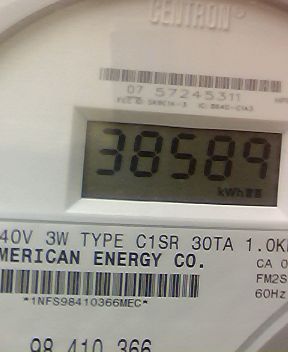 CENTRON®
07 57245311
38589
kWh
40V 3W TYPE C1SR 30TA 1.0K
MERICAN ENERGY CO.
CA 0
FM2S
60Hz
*1NFS98410366MEC*
98 410 366